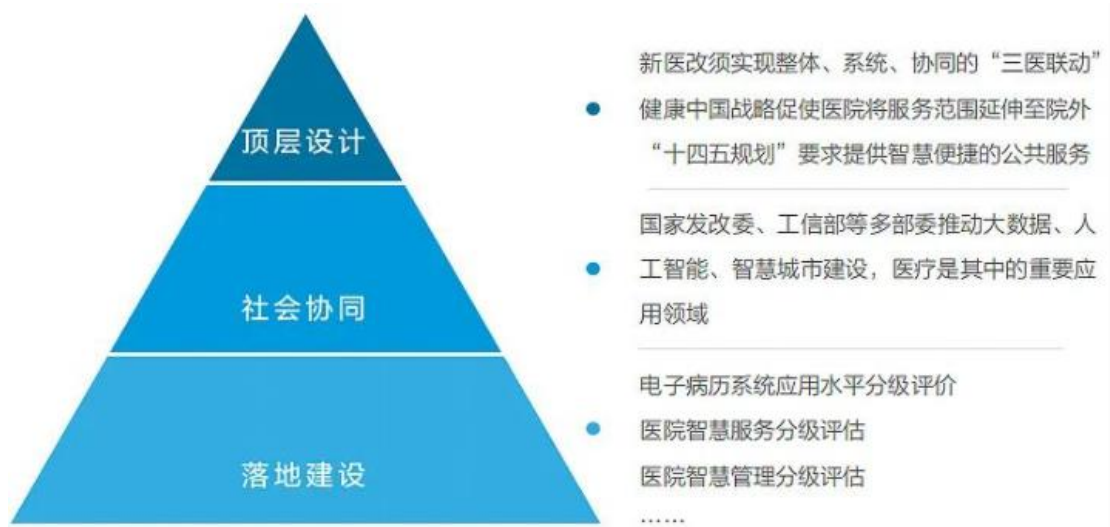 顶层设计
新医改须实现整体、系统、协同的“三医联动”
健康中国战略促使医院将服务范围延伸至院外
“十四五规划”要求提供智慧便捷的公共服务
社会协同
国家发改委、工信部等多部委推动大数据、人
工智能、智慧城市建设，医疗是其中的重要应
用领域
落地建设
电子病历系统应用水平分级评价
医院智慧服务分级评估
医院智慧管理分级评估
……